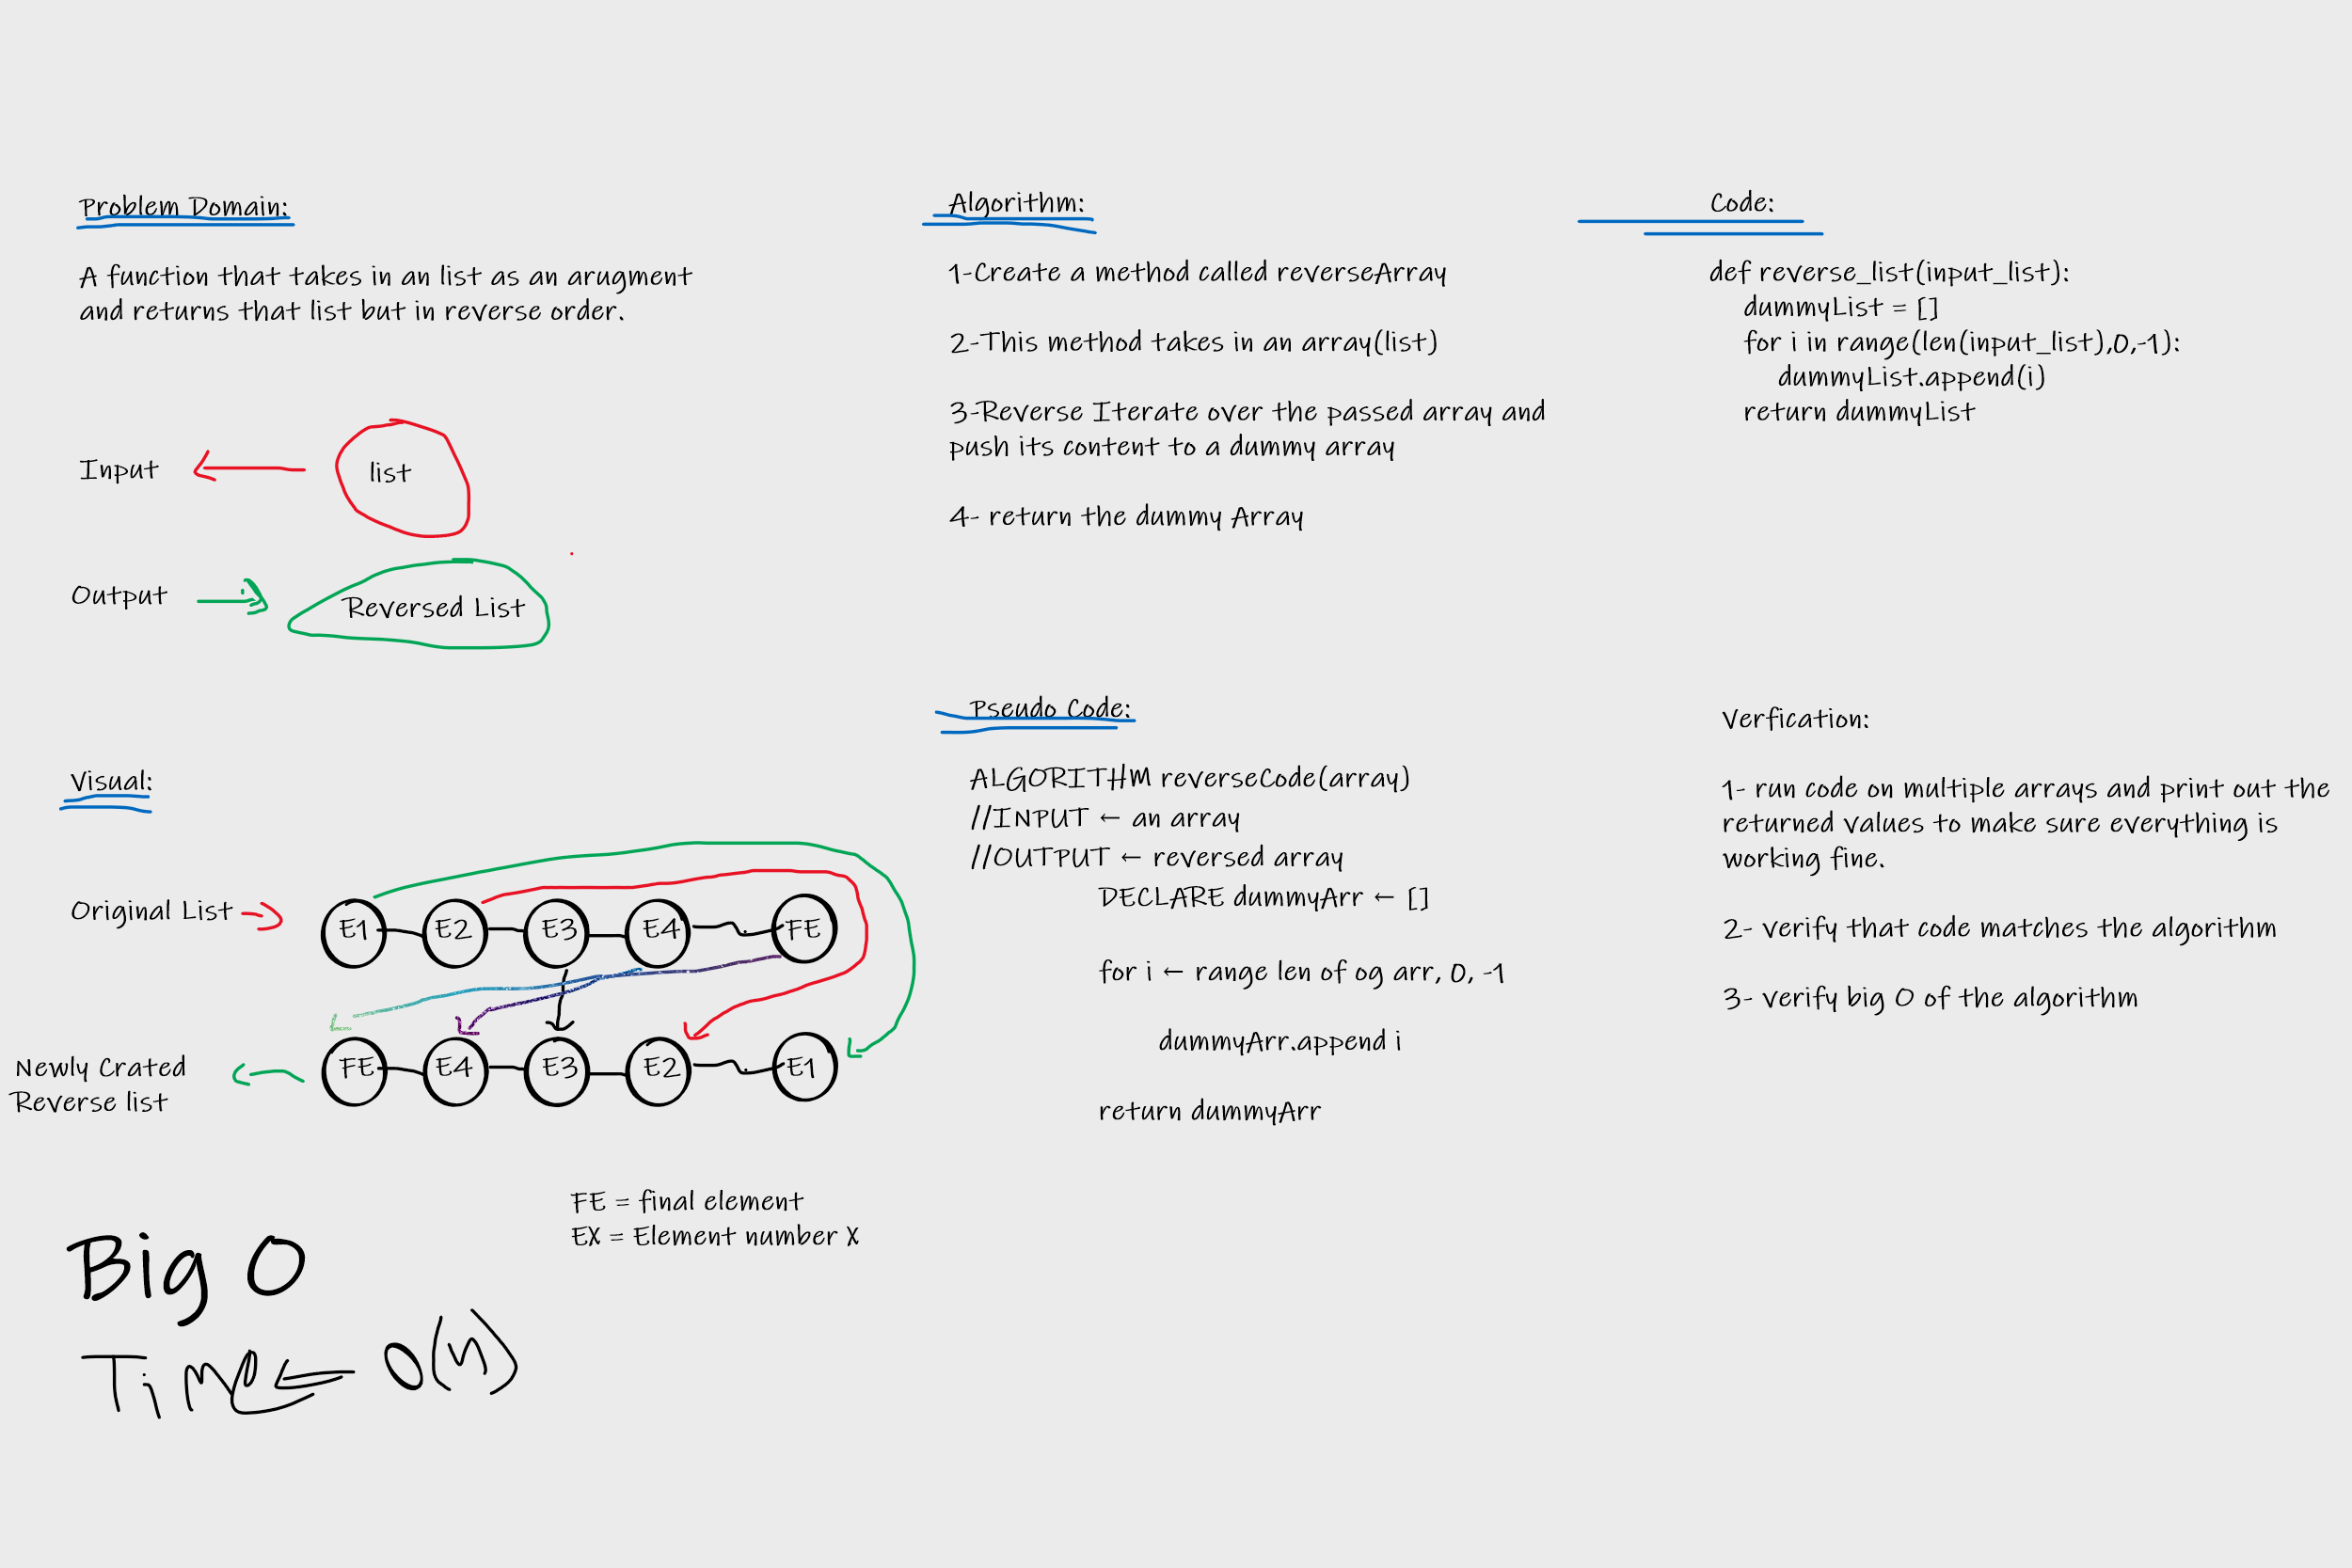 Problem Domain:
A function that takes in an list as an arugment
and returns that list but in reverse order.
Input
list
Output
Reversed List
Visual:
Original List
E1
E2
E3
E4
FE
Newly Crated
Reverse list
FE
E4
E3
E2
E1
FE = final element
EX = Element number X
Big O
Time ← O(n)
Algorithm:
1-Create a method called reverseArray
2-This method takes in an array(list)
3-Reverse Iterate over the passed array and
push its content to a dummy array
4- return the dummy Array
Pseudo Code:
ALGORITHM reverseCode(array)
//INPUT ← an array
//OUTPUT ← reversed array
DECLARE dummyArr ← []
for i ← range len of og arr, 0, -1
dummyArr.append i
return dummyArr
Code:
def reverse_list(input_list):
dummyList = []
for i in range(len(input_list),0,-1):
dummyList.append(i)
return dummyList
Verfication:
1- run code on multiple arrays and print out the
returned values to make sure everything is
working fine.
2- verify that code matches the algorithm
3- verify big O of the algorithm